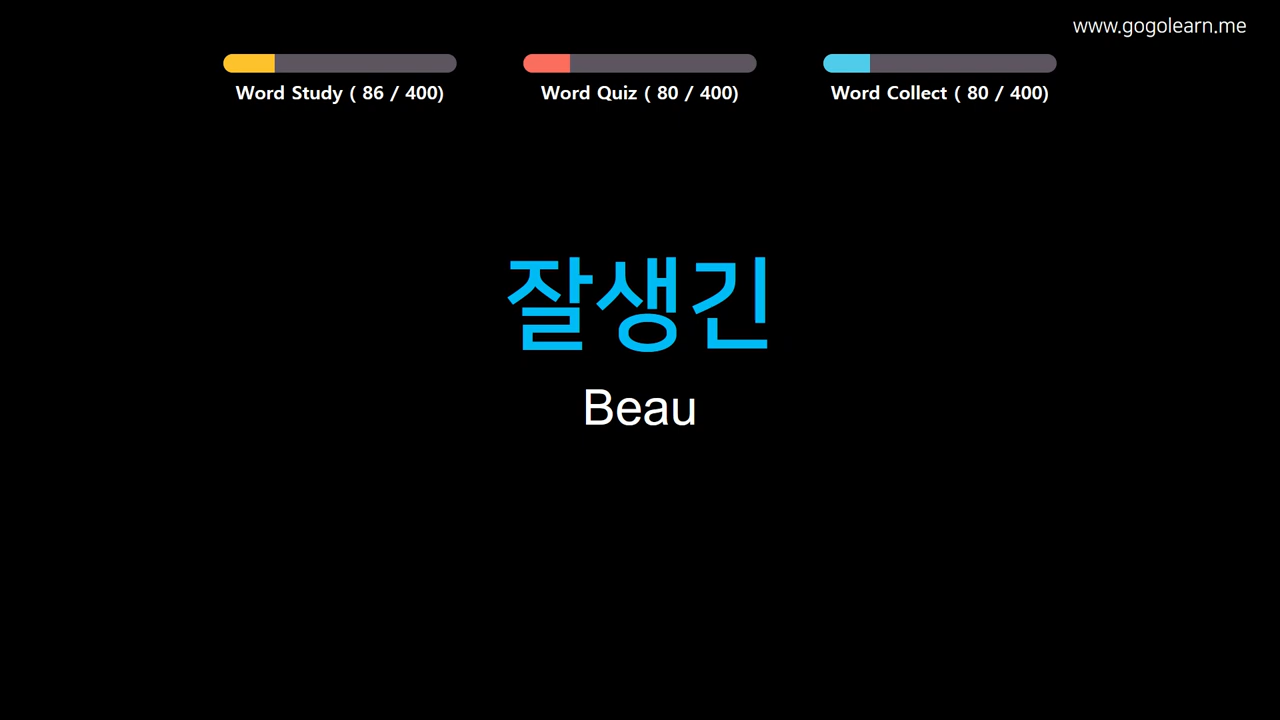 www.gogolearn.me
Word Study ( 86 / 400)
Word Quiz ( 80 / 400)
Word Collect ( 80 / 400)
잘생긴
Beau